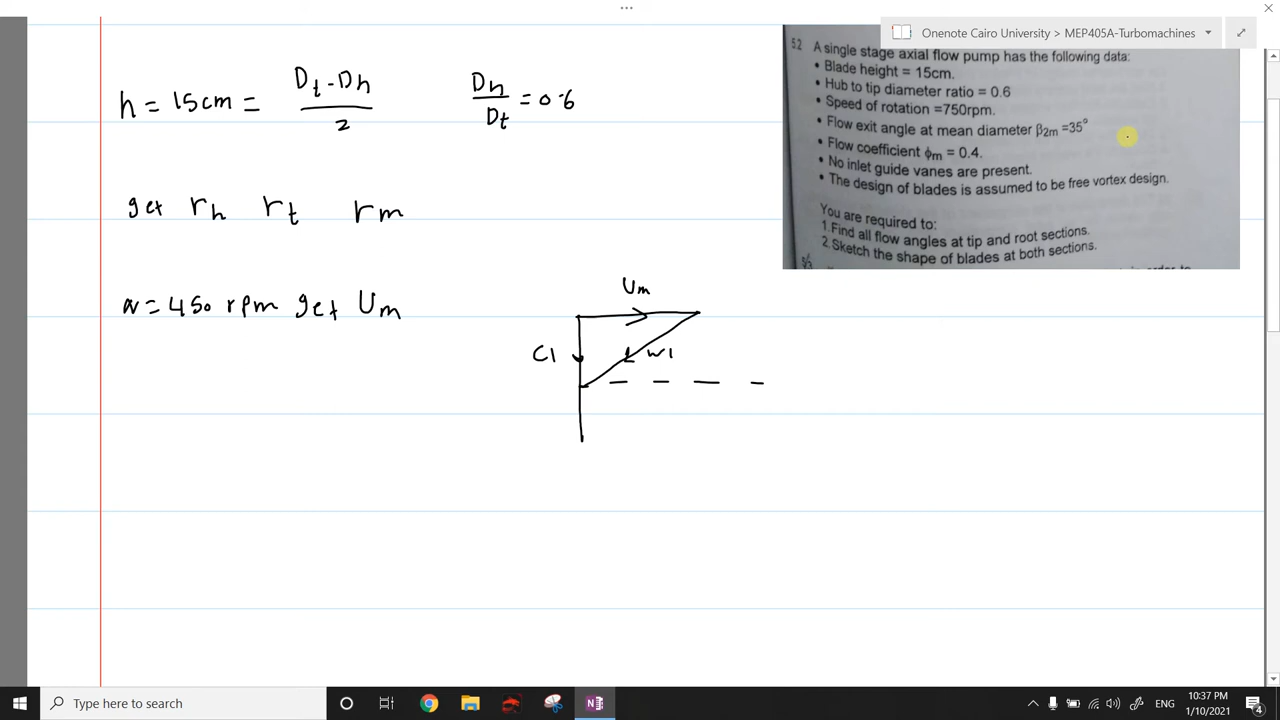 Onenote Cairo University > MEP405A-Turbomachines
5.2 A single stage axial flow pump has the following data:
• Blade height = 15cm.
• Hub to tip diameter ratio = 0.6
• Speed of rotation =750rpm.
• Flow exit angle at mean diameter β2m =35°
• Flow coefficient ϕm = 0.4.
• No inlet guide vanes are present.
• The design of blades is assumed to be free vortex design.
You are required to:
1.Find all flow angles at tip and root sections.
2.Sketch the shape of blades at both sections.
h = 15cm = (Dt - Dh)/2 Dh/Dt = 0.6
get rh rt rm
N = 450 rpm get Um
Um
C1 W1
Type here to search
ENG
10:37 PM
1/10/2021
4